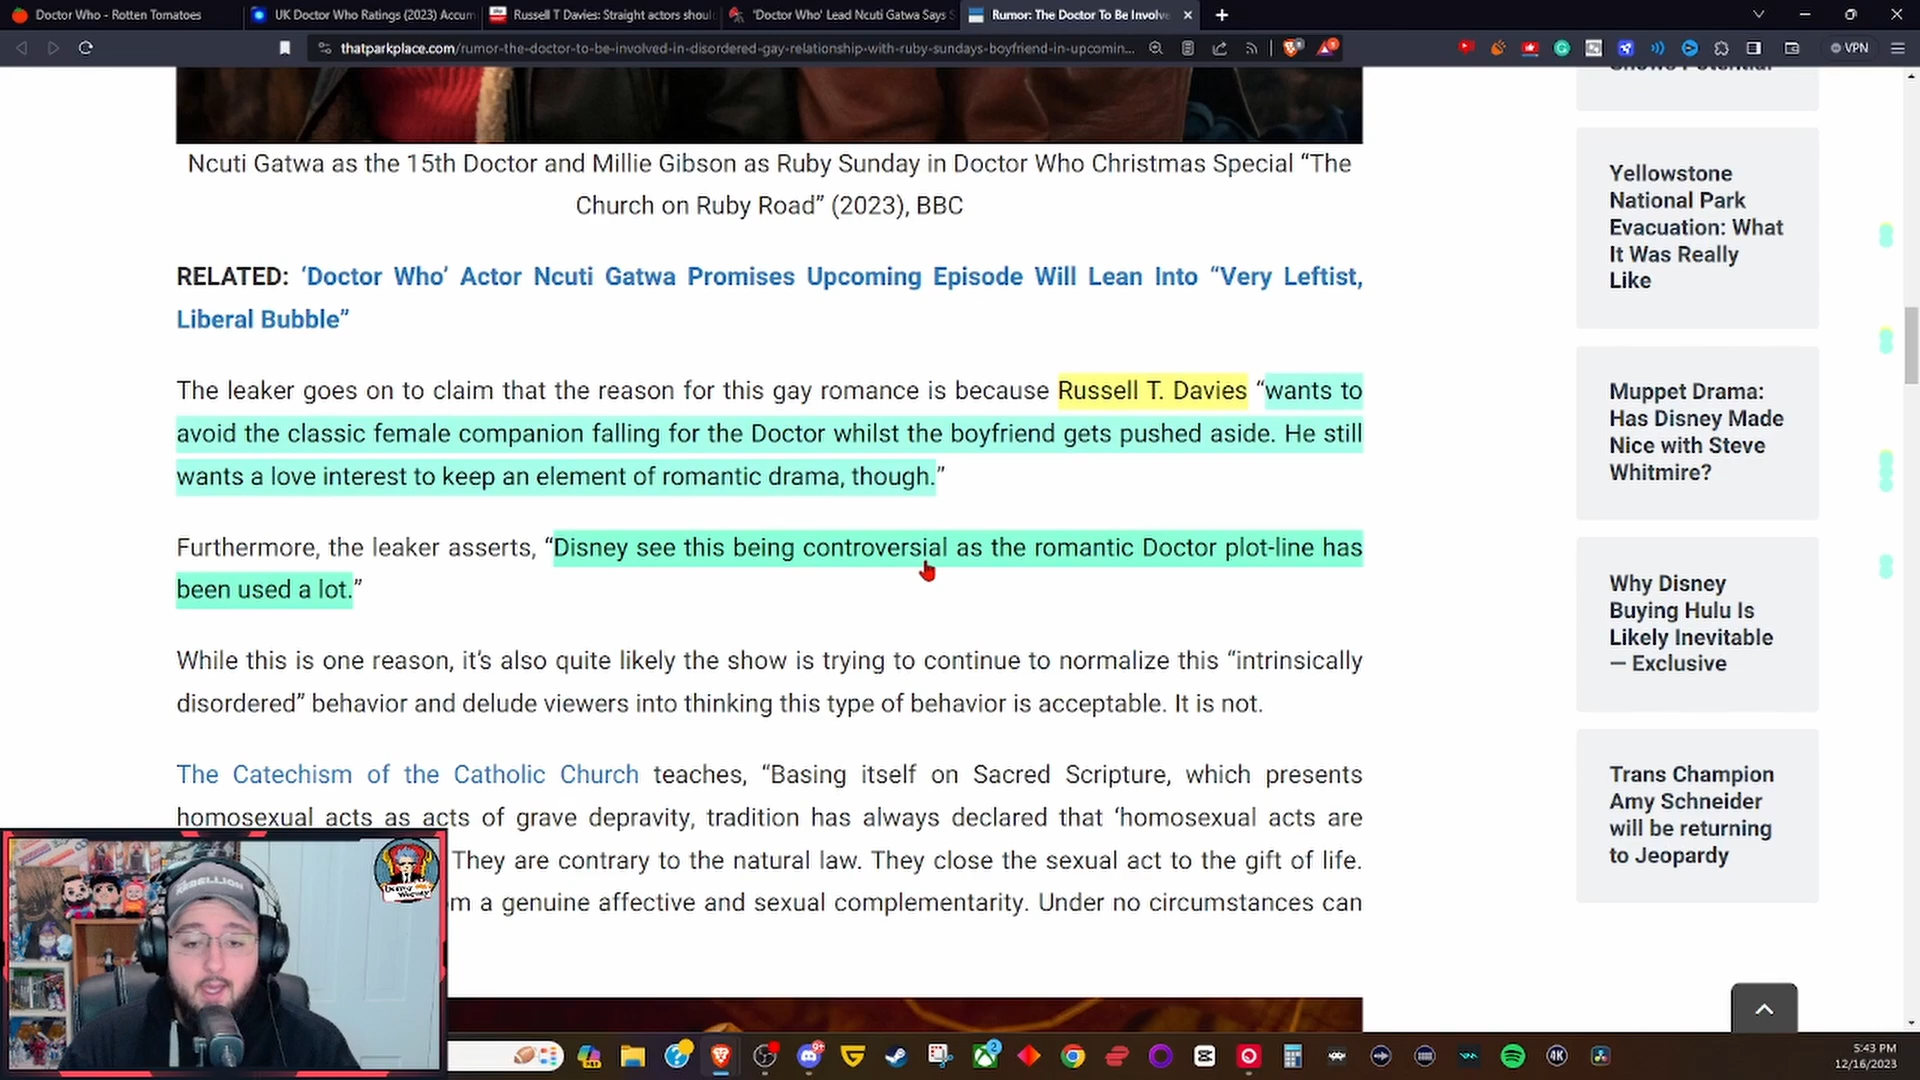 Doctor Who - Rotten Tomatoes
UK Doctor Who Ratings (2023) Accum
Russell T Davies: Straight actors shoul
'Doctor Who' Lead Ncuti Gatwa Says S
Rumor: The Doctor To Be Involve
thatparkplace.com/rumor-the-doctor-to-be-involved-in-disordered-gay-relationship-with-ruby-sundays-boyfriend-in-upcomin...
VPN
Ncuti Gatwa as the 15th Doctor and Millie Gibson as Ruby Sunday in Doctor Who Christmas Special “The
Church on Ruby Road” (2023), BBC
RELATED: ‘Doctor Who’ Actor Ncuti Gatwa Promises Upcoming Episode Will Lean Into “Very Leftist,
Liberal Bubble”
The leaker goes on to claim that the reason for this gay romance is because Russell T. Davies “wants to
avoid the classic female companion falling for the Doctor whilst the boyfriend gets pushed aside. He still
wants a love interest to keep an element of romantic drama, though.”
Furthermore, the leaker asserts, “Disney see this being controversial as the romantic Doctor plot-line has
been used a lot.”
While this is one reason, it’s also quite likely the show is trying to continue to normalize this “intrinsically
disordered” behavior and delude viewers into thinking this type of behavior is acceptable. It is not.
The Catechism of the Catholic Church teaches, “Basing itself on Sacred Scripture, which presents
homosexual acts as acts of grave depravity, tradition has always declared that ‘homosexual acts are
They are contrary to the natural law. They close the sexual act to the gift of life.
m a genuine affective and sexual complementarity. Under no circumstances can
Yellowstone
National Park
Evacuation: What
It Was Really
Like
Muppet Drama:
Has Disney Made
Nice with Steve
Whitmire?
Why Disney
Buying Hulu Is
Likely Inevitable
— Exclusive
Trans Champion
Amy Schneider
will be returning
to Jeopardy
REBELLION
4K
5:43 PM
12/16/2023